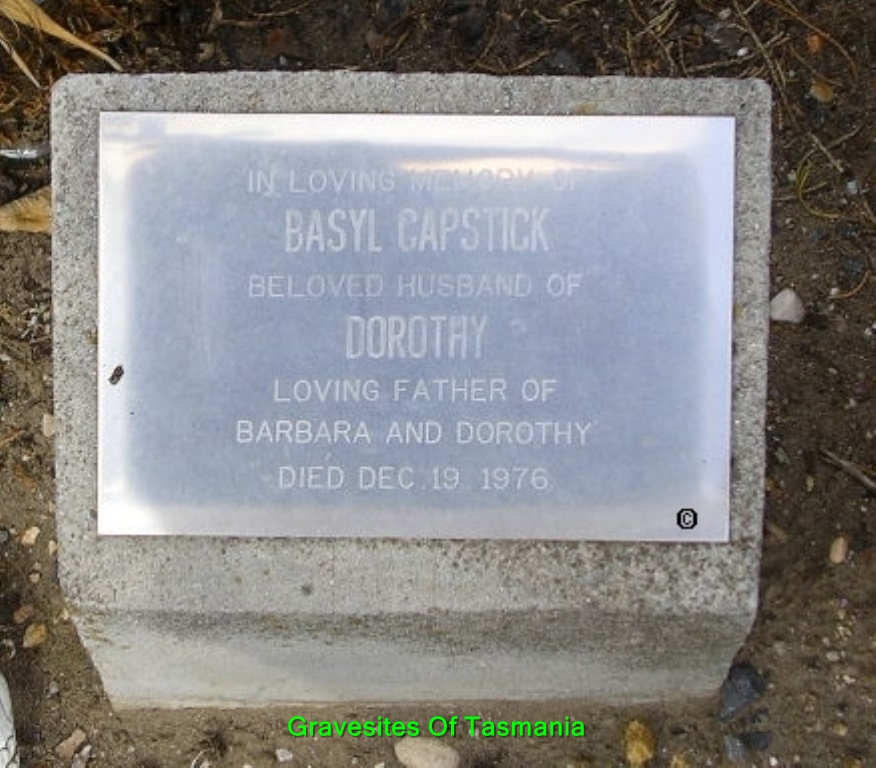 IN LOVING MEMORY OF
BASYL CAPSTICK
BELOVED HUSBAND OF
DOROTHY
LOVING FATHER OF
BARBARA AND DOROTHY
DIED DEC.19 1976
©
Gravesites Of Tasmania